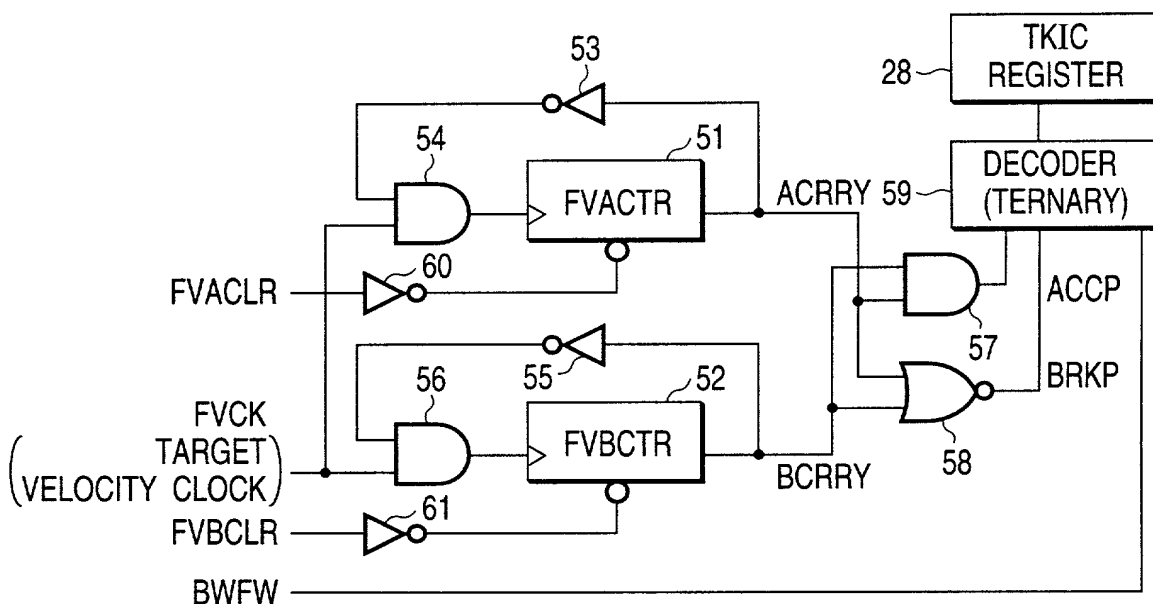 53
TKIC
REGISTER
28
54
51
FVACTR
ACRRY
DECODER
(TERNARY)
59
FVACLR
60
ACCP
57
55
56
52
FVBCTR
BCRRY
BRKP
58
FVCK
TARGET
VELOCITY CLOCK
FVBCLR
61
BWFW